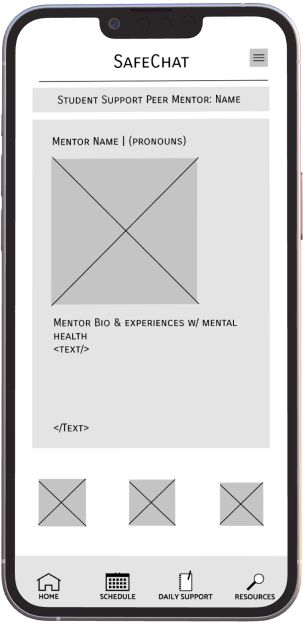 SafeChat
Student Support Peer Mentor: Name
Mentor Name | (pronouns)
Mentor Bio & experiences w/ mental
health
<text/>
</Text>
HOME
SCHEDULE
DAILY SUPPORT
RESOURCES